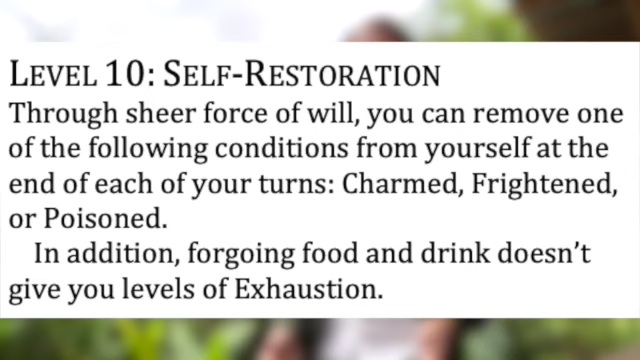 LEVEL 10: SELF-RESTORATION
Through sheer force of will, you can remove one
of the following conditions from yourself at the
end of each of your turns: Charmed, Frightened,
or Poisoned.
In addition, forgoing food and drink doesn’t
give you levels of Exhaustion.